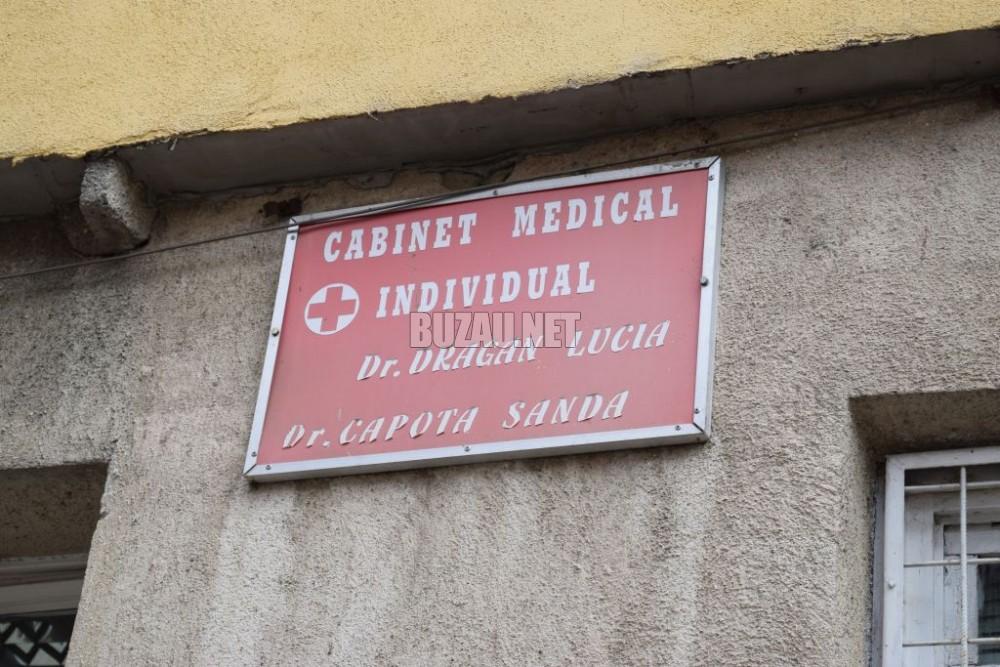 CABINET MEDICAL
INDIVIDUAL
BUZAU.NET
Dr. DRAGAN LUCIA
Dr. CAPOTA SANDA